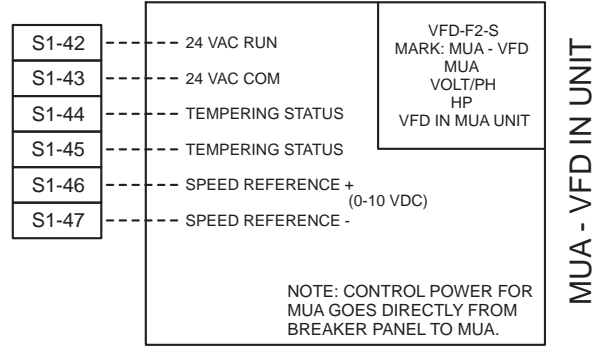 S1-42 24 VAC RUN
S1-43 24 VAC COM
S1-44 TEMPERING STATUS
S1-45 TEMPERING STATUS
S1-46 SPEED REFERENCE +
(0-10 VDC)
S1-47 SPEED REFERENCE -
VFD-F2-S
MARK: MUA - VFD
MUA
VOLT/PH
HP
VFD IN MUA UNIT
NOTE: CONTROL POWER FOR
MUA GOES DIRECTLY FROM
BREAKER PANEL TO MUA.
MUA - VFD IN UNIT